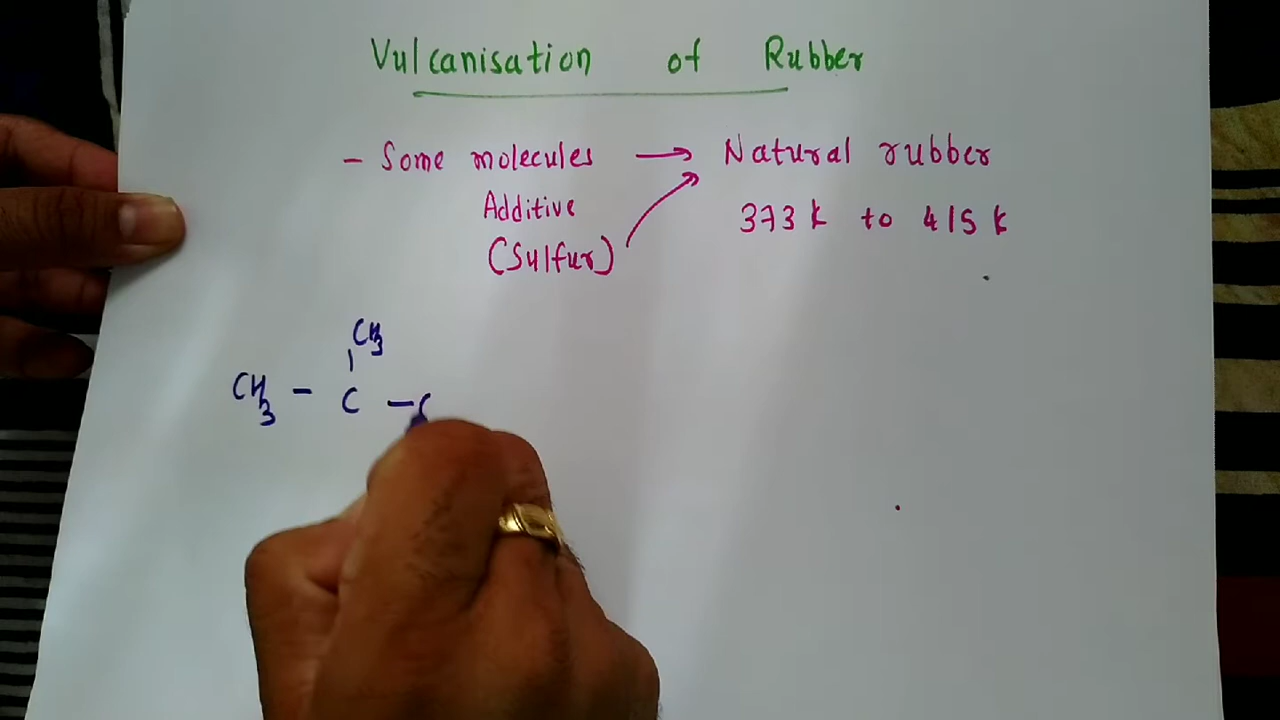 Vulcanisation of Rubber
- Some molecules → Natural rubber
Additive
373 k to 415 k
(Sulfur)
CH3
CH3 - C - C